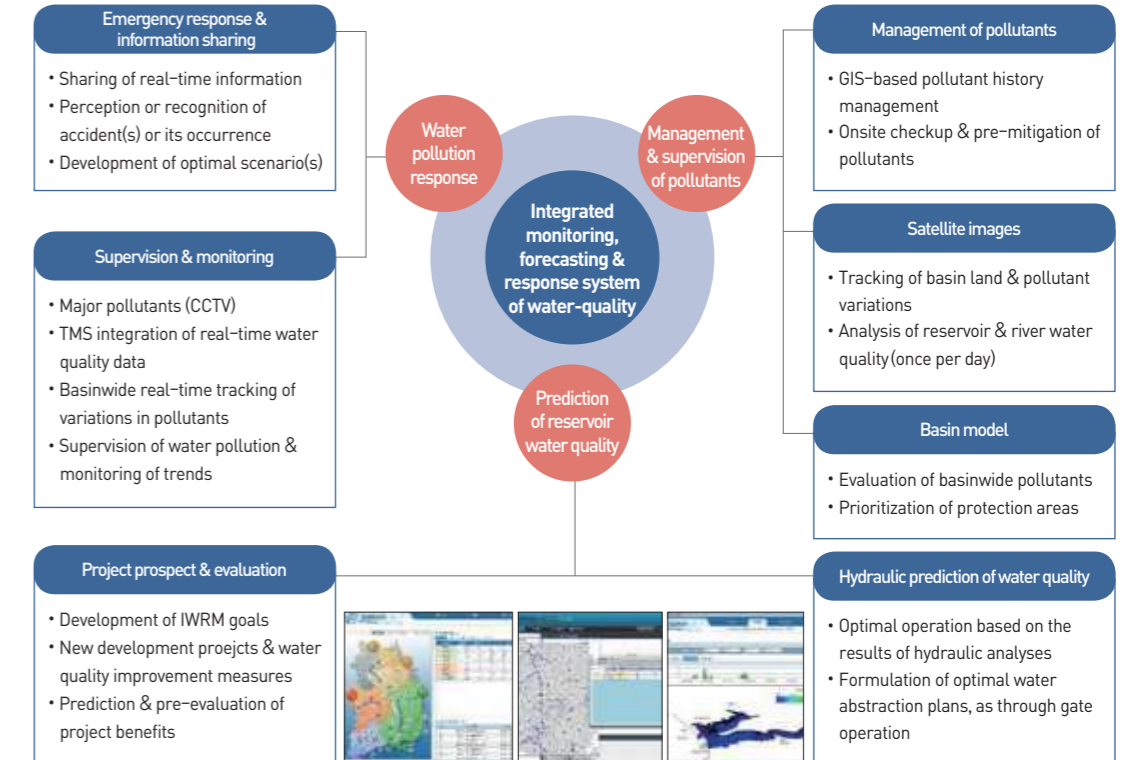 Emergency response &
information sharing
• Sharing of real-time information
• Perception or recognition of
accident(s) or its occurrence
• Development of optimal scenario(s)
Supervision & monitoring
• Major pollutants (CCTV)
• TMS integration of real-time water
quality data
• Basinwide real-time tracking of
variations in pollutants
• Supervision of water pollution &
monitoring of trends
Water
pollution
response
Management
& supervision
of pollutants
Integrated
monitoring,
forecasting &
response system
of water-quality
Prediction
of reservoir
water quality
Management of pollutants
• GIS-based pollutant history
management
• Onsite checkup & pre-mitigation of
pollutants
Satellite images
• Tracking of basin land & pollutant
variations
• Analysis of reservoir & river water
quality (once per day)
Basin model
• Evaluation of basinwide pollutants
• Prioritization of protection areas
Project prospect & evaluation
• Development of IWRM goals
• New development proejcts & water
quality improvement measures
• Prediction & pre-evaluation of
project benefits
Hydraulic prediction of water quality
• Optimal operation based on the
results of hydraulic analyses
• Formulation of optimal water
abstraction plans, as through gate
operation